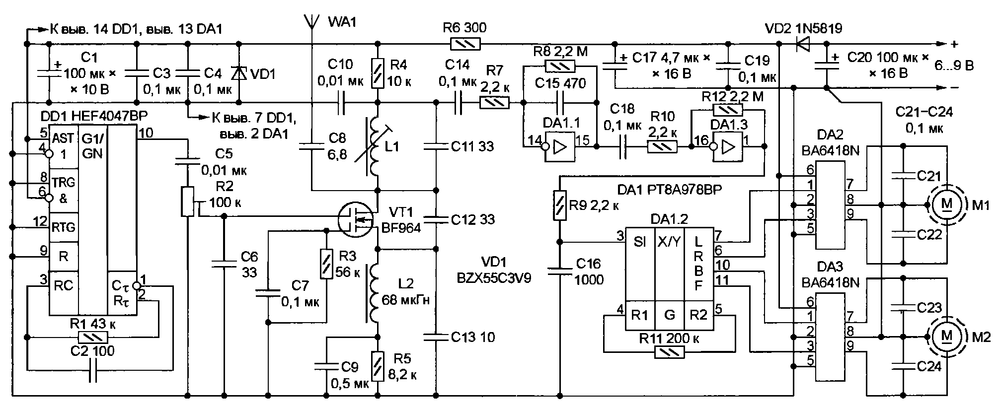 К выв. 14 DD1, выв. 13 DA1
WA1
R6 300
VD2 1N5819
+
C1
100 мк ×
× 10 В
C3
0,1 мк
C4
0,1 мк
VD1
C10
0,01 мк
R4
10 к
C14
0,1 мк
R7
2,2 к
R8 2,2 М
C15 470
+
C17 4,7 мк ×
× 16 В
C19
0,1 мк
+
C20 100 мк ×
× 16 В
+
6...9 В
−
DD1 HEF4047BP
К выв. 7 DD1,
выв. 2 DA1
C8
6,8
L1
C11 33
DA1.1
14
15
C18
0,1 мк
R10
2,2 к
R12 2,2 М
DA1.3
16
1
C21−C24
0,1 мк
DA2
BA6418N
5
4
8
6
12
9
3
AST
1
TRG
&
RTG
R
RC
G1/
GN
Cτ
Rτ
10
1
2
C5
0,01 мк
R2
100 к
R1 43 к
C2 100
C6
33
C7
0,1 мк
R3
56 к
VT1
BF964
C12 33
L2
68 мкГн
C13 10
C9
0,5 мк
R5
8,2 к
VD1
BZX55C3V9
DA1 PT8A978BP
R9 2,2 к
C16
1000
DA1.2
3
SI
X/Y
L
R
B
F
7
6
10
11
4
R1
G
R2
5
R11 200 к
6
1
2
3
5
7
8
9
C21
C22
M
M1
DA3
BA6418N
6
1
2
3
5
7
8
9
C23
C24
M
M2